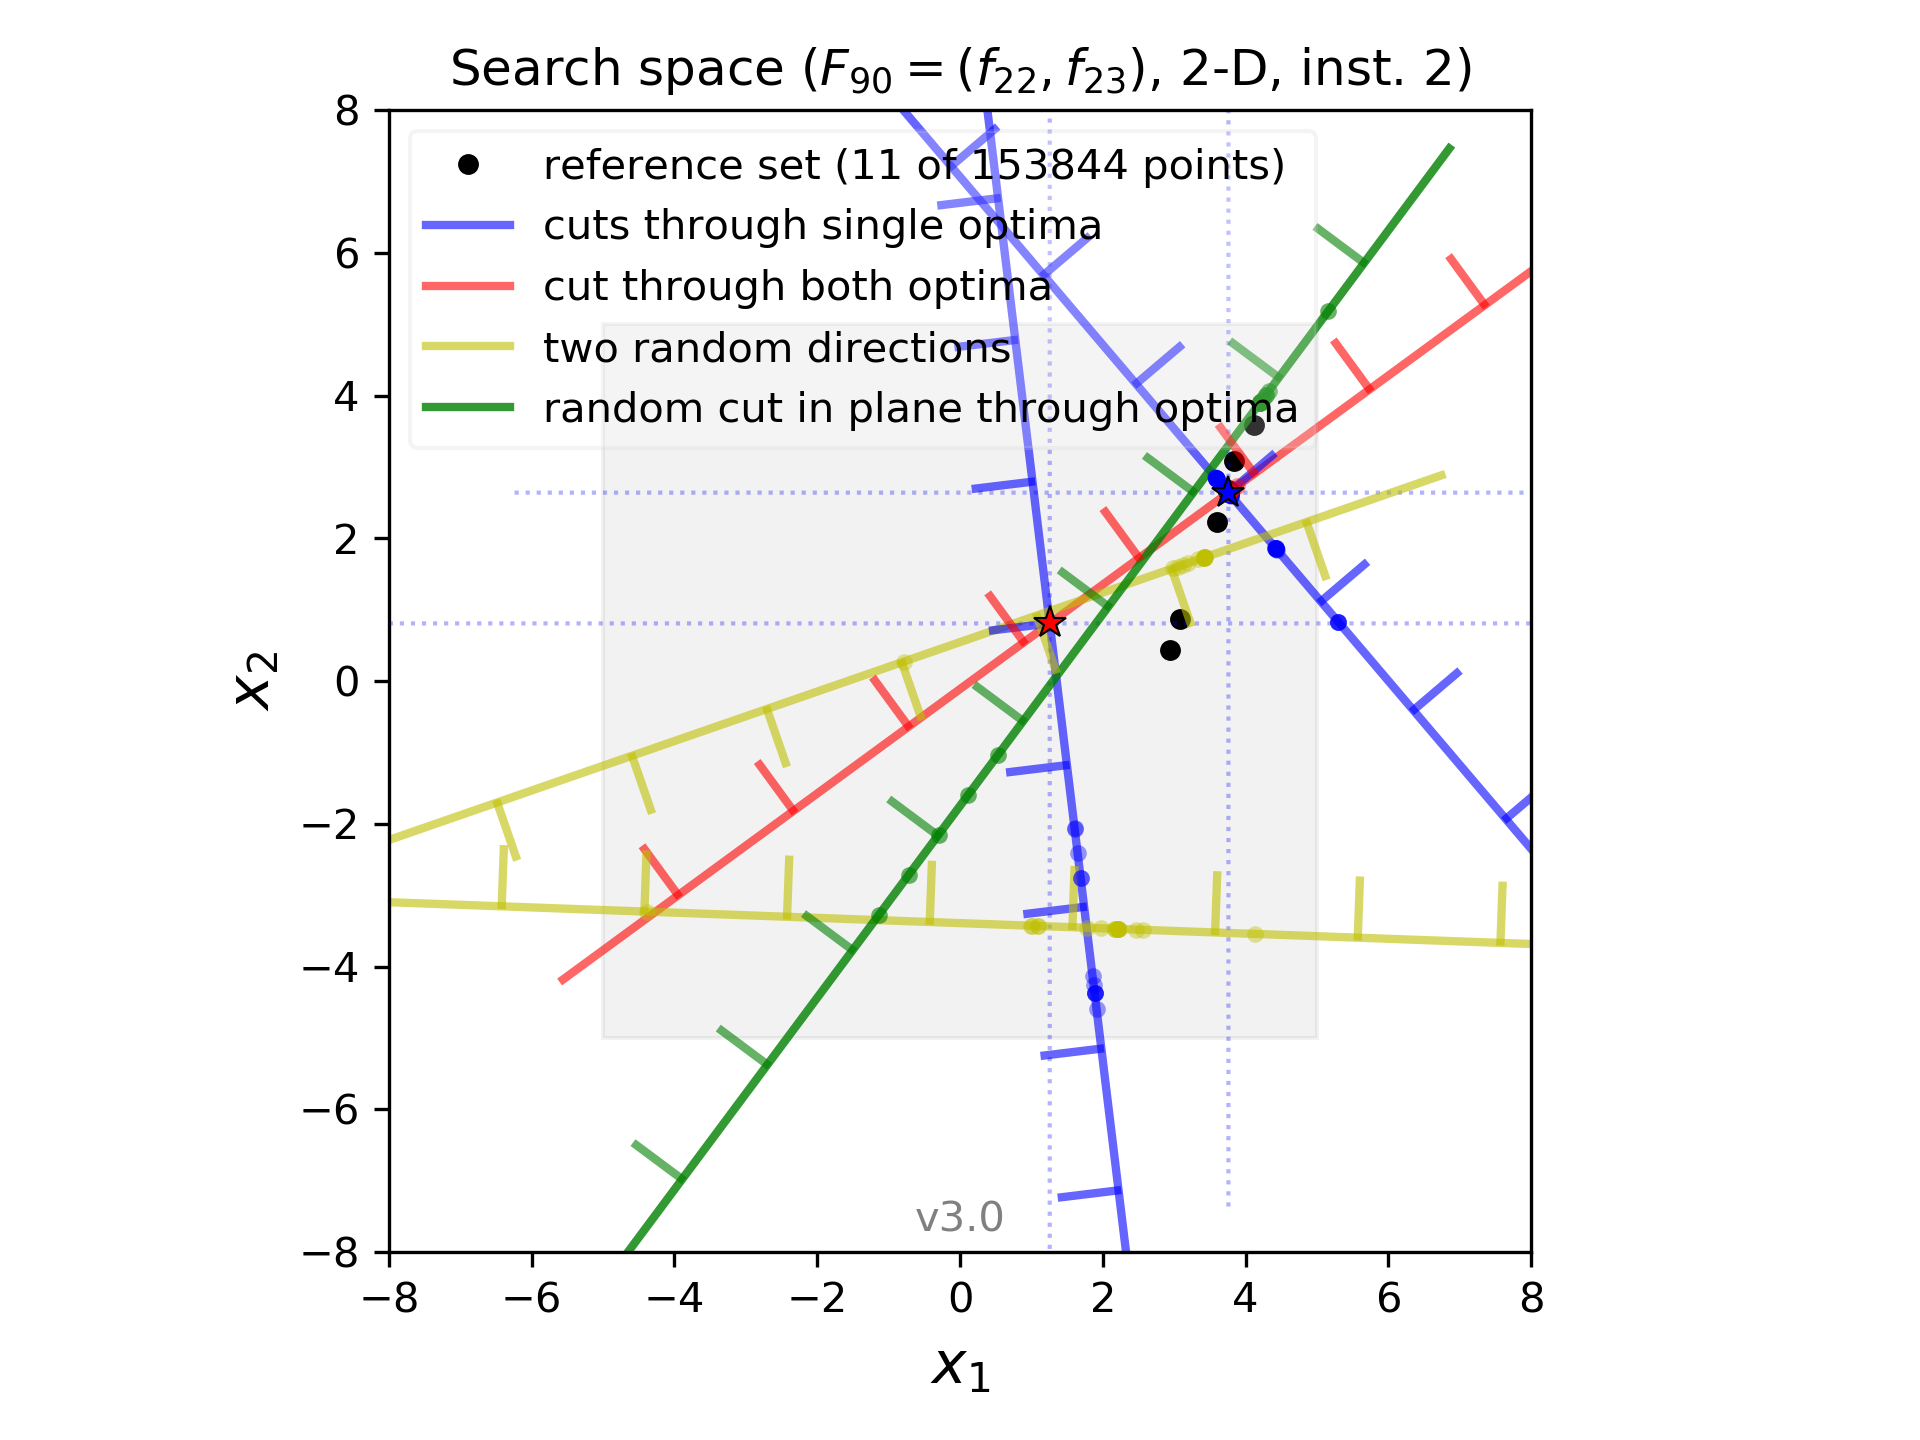 Search space (F90 = (f22, f23), 2-D, inst. 2)
8
6
4
2
0
−2
−4
−6
−8
x2
reference set (11 of 153844 points)
cuts through single optima
cut through both optima
two random directions
random cut in plane through optima
v3.0
−8 −6 −4 −2 0 2 4 6 8
x1